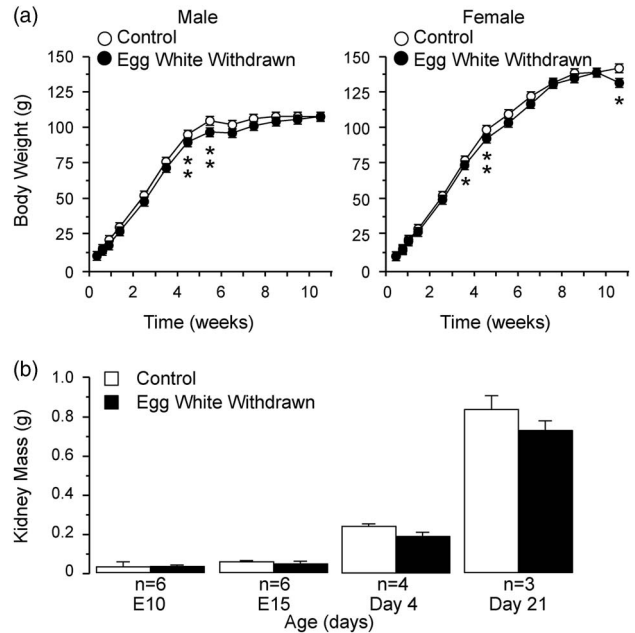 (a)
Male
Female
Control
Egg White Withdrawn
Control
Egg White Withdrawn
Body Weight (g)
150
125
100
75
50
25
0
* *
* *
0 2 4 6 8 10
Time (weeks)
150
125
100
75
50
25
0
*
* *
*
0 2 4 6 8 10
Time (weeks)
(b)
Control
Egg White Withdrawn
Kidney Mass (g)
1.0
0.8
0.6
0.4
0.2
0
n=6 n=6 n=4 n=3
E10 E15 Day 4 Day 21
Age (days)